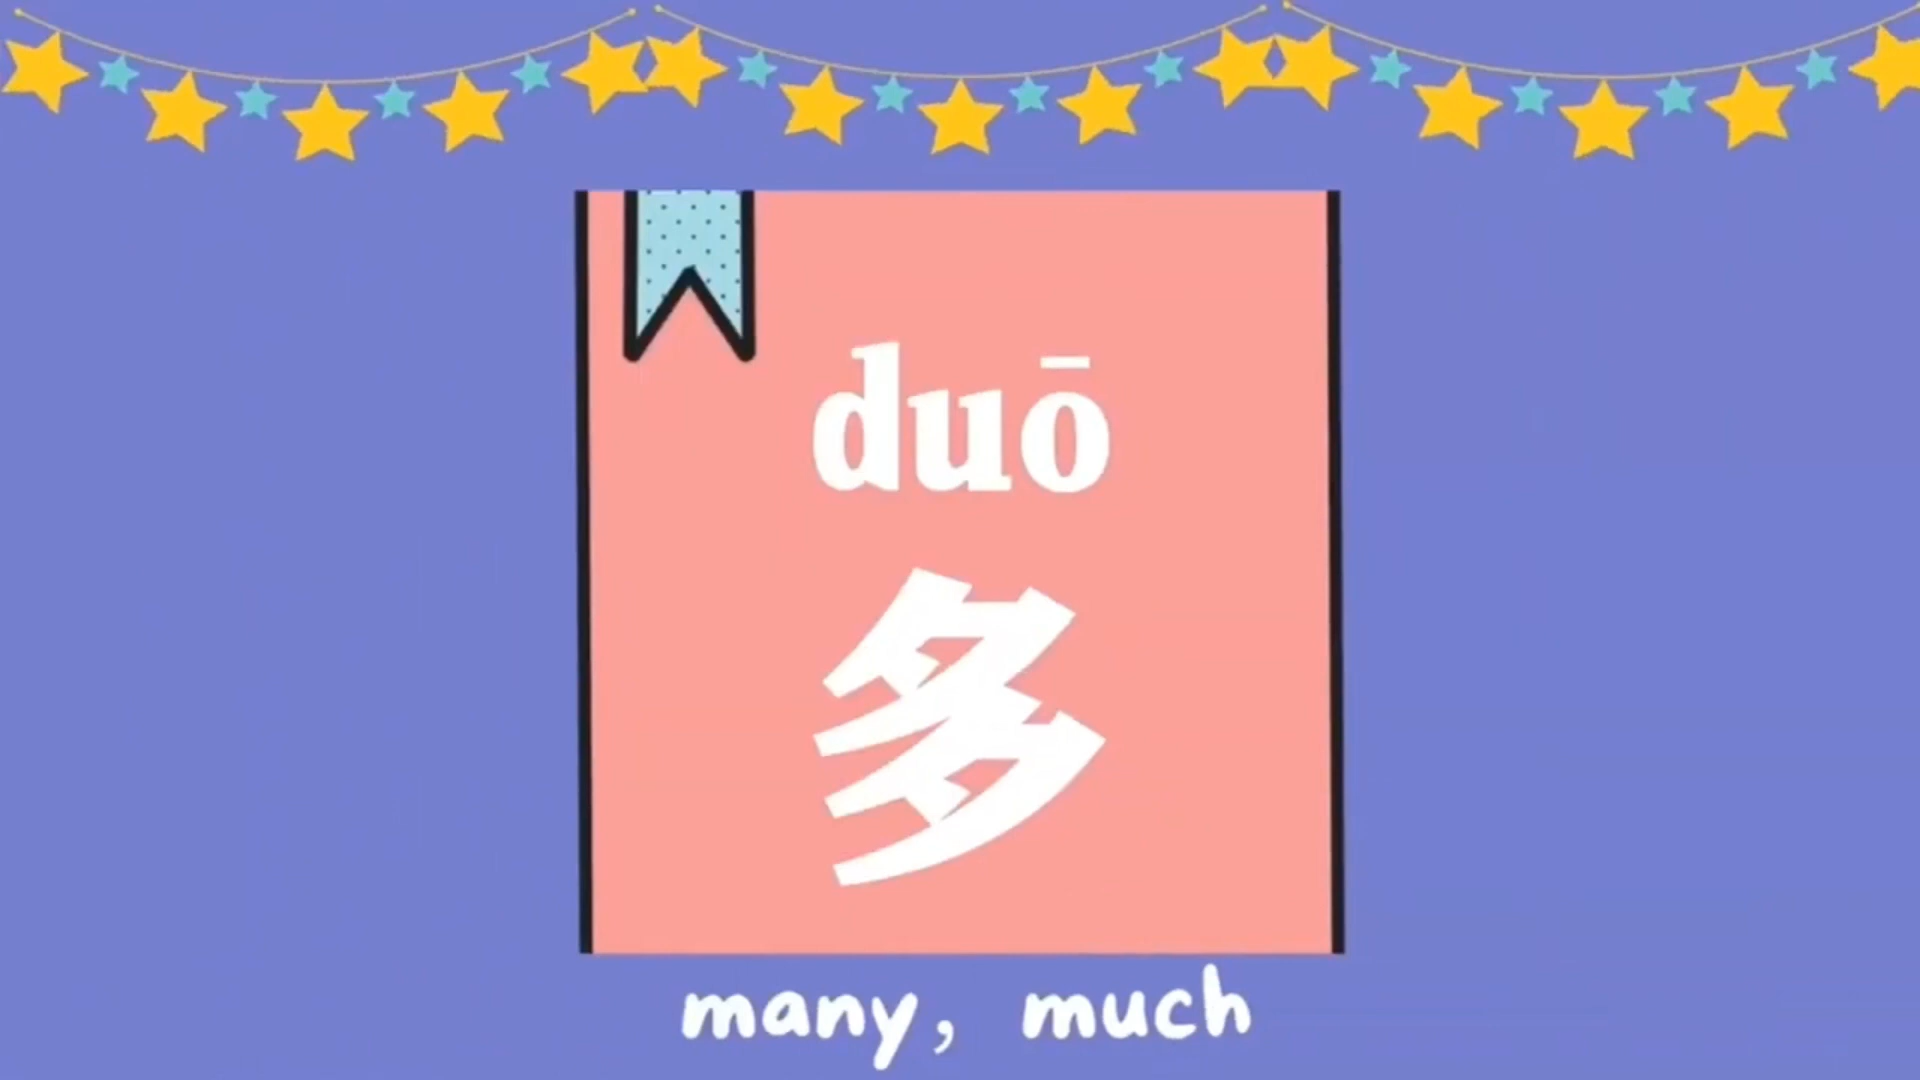 duō
多
many, much